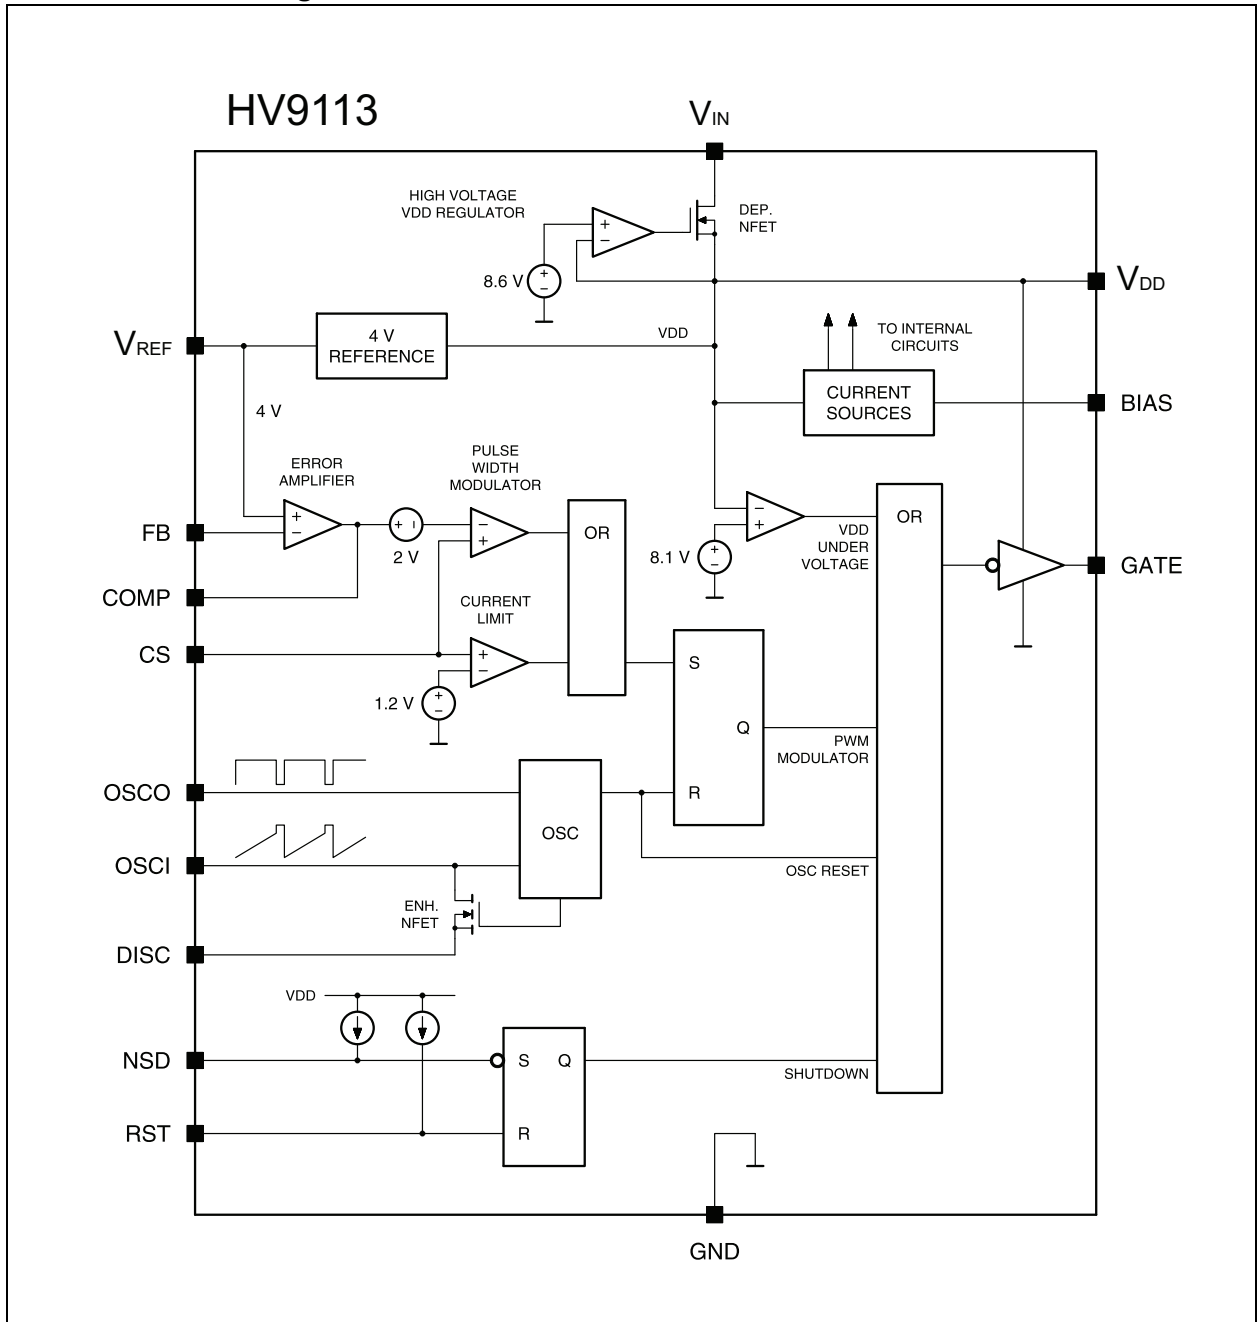 HV9113
VIN
HIGH VOLTAGE
VDD REGULATOR
+
−
DEP.
NFET
8.6 V
+
−
VDD
VREF
4 V
REFERENCE
VDD
TO INTERNAL
CIRCUITS
4 V
CURRENT
SOURCES
BIAS
ERROR
AMPLIFIER
PULSE
WIDTH
MODULATOR
+
−
FB
+ −
2 V
−
+
OR
−
+
8.1 V
+
−
VDD
UNDER
VOLTAGE
OR
GATE
COMP
CURRENT
LIMIT
CS
+
−
1.2 V
+
−
S
Q
R
PWM
MODULATOR
OSCO
OSC
OSCI
OSC RESET
ENH.
NFET
DISC
VDD
NSD
S
Q
SHUTDOWN
RST
R
GND